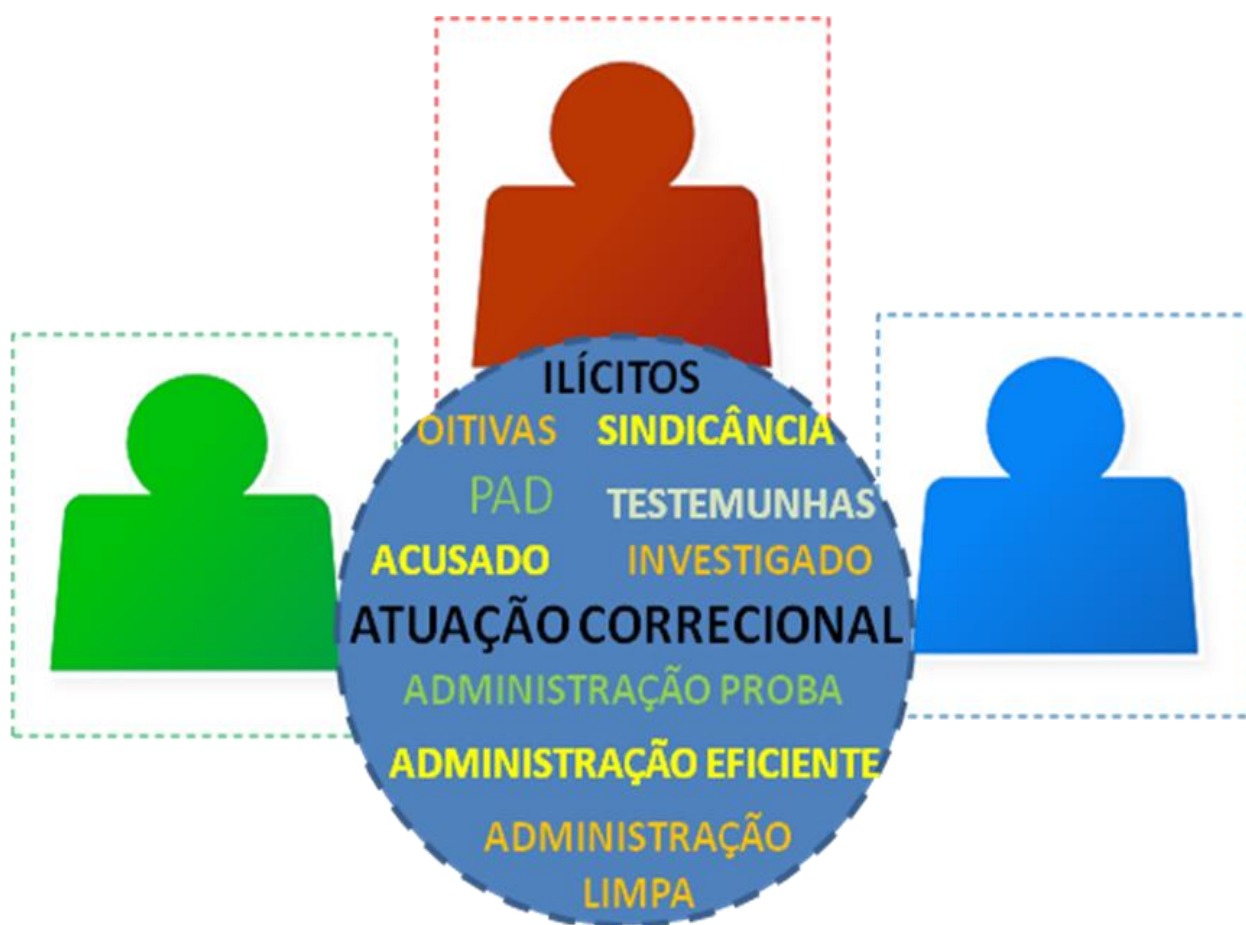 ILÍCITOS
OITIVAS SINDICÂNCIA
PAD TESTEMUNHAS
ACUSADO INVESTIGADO
ATUAÇÃO CORRECIONAL
ADMINISTRAÇÃO PROBA
ADMINISTRAÇÃO EFICIENTE
ADMINISTRAÇÃO
LIMPA